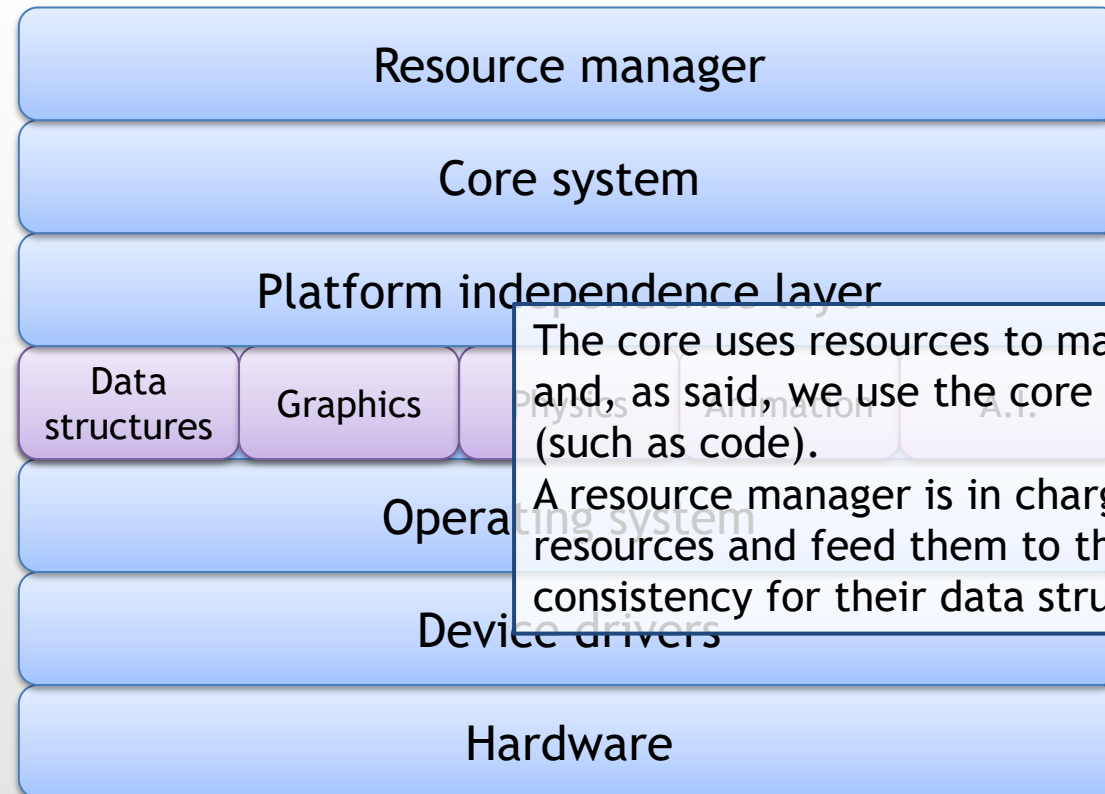 Resource manager
Core system
Platform independence layer
Data
structures
Graphics
Physics
Animation
A.I.
The core uses resources to ma
and, as said, we use the core
(such as code).
A resource manager is in charg
resources and feed them to th
consistency for their data stru
Operating system
Device drivers
Hardware